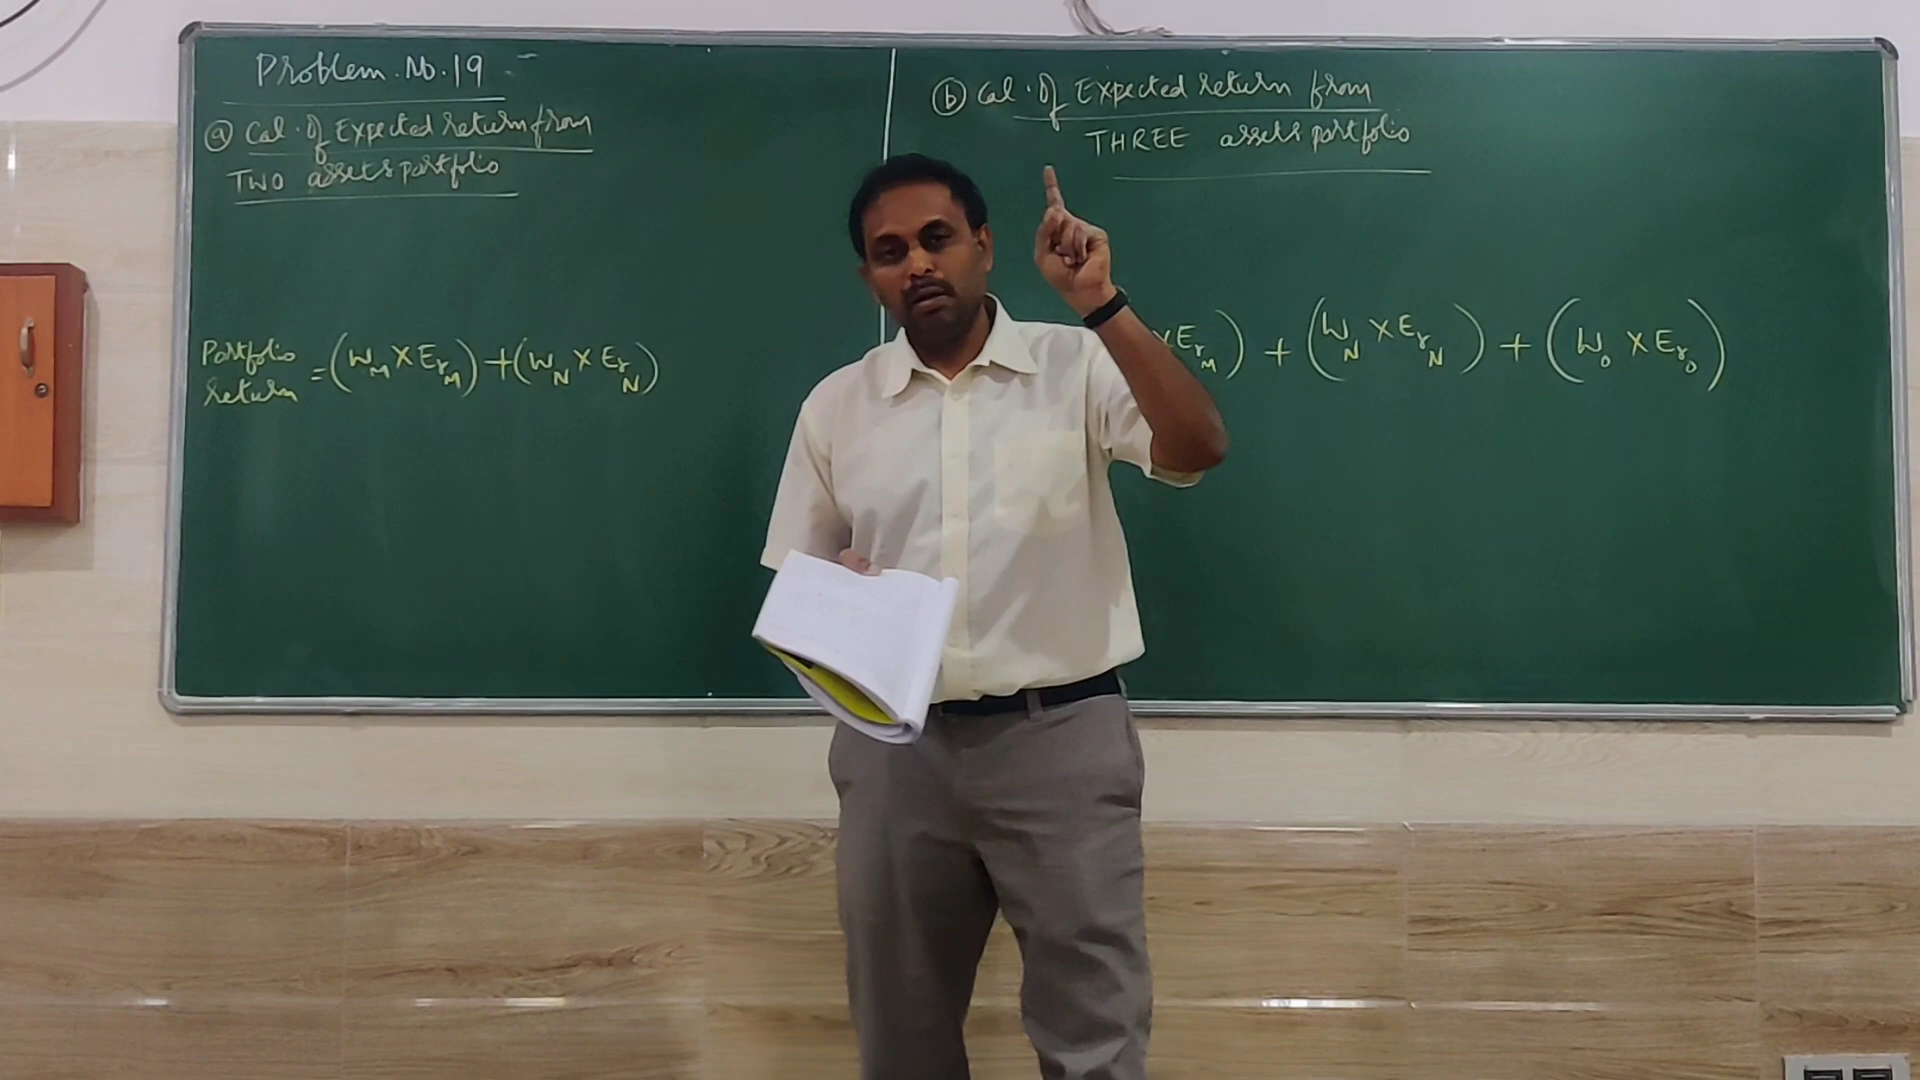 Problem.No.19
ⓐ Cal. Of Expected return from
TWO assets portfolio
Portfolio
return = (W_M X Er_M) + (W_N X Er_N)
ⓑ Cal. Of Expected return from
THREE assets portfolio
X Er_M) + (W_N X Er_N) + (W_O X Er_O)